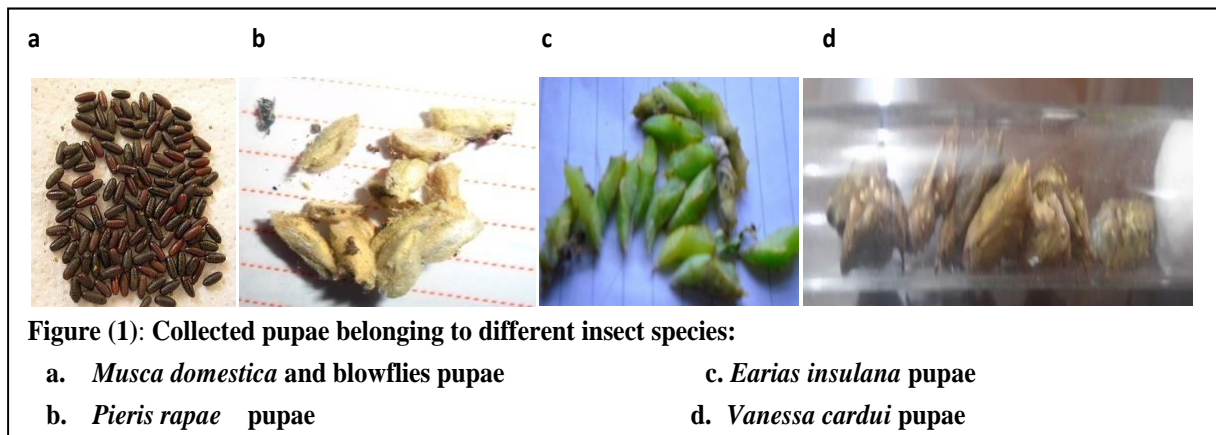 a b c d
Figure (1): Collected pupae belonging to different insect species:
a. Musca domestica and blowflies pupae c. Earias insulana pupae
b. Pieris rapae pupae d. Vanessa cardui pupae